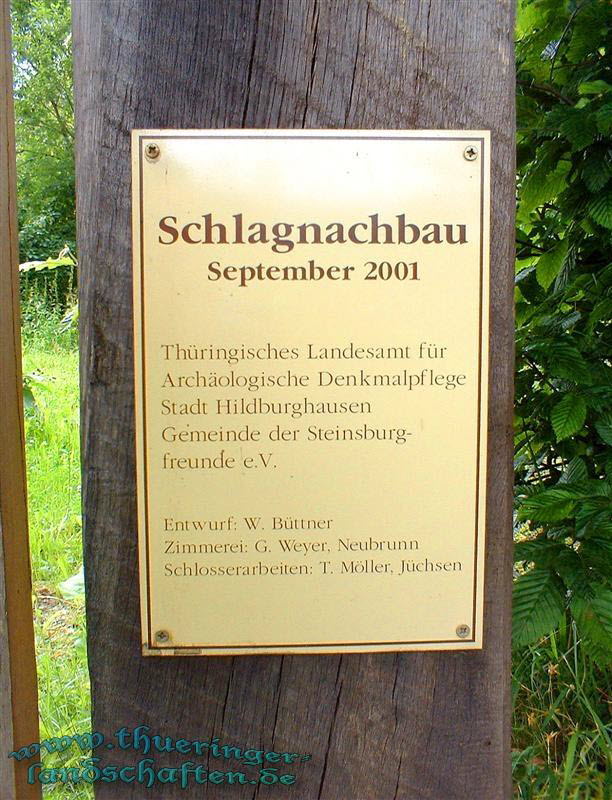 Schlagnachbau
September 2001
Thüringisches Landesamt für
Archäologische Denkmalpflege
Stadt Hildburghausen
Gemeinde der Steinsburg-
freunde e.V.
Entwurf: W. Büttner
Zimmerei: G. Weyer, Neubrunn
Schlosserarbeiten: T. Möller, Jüchsen
www.thueringer-
landschaften.de